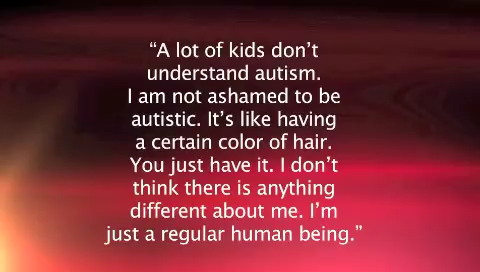 “A lot of kids don’t
understand autism.
I am not ashamed to be
autistic. It’s like having
a certain color of hair.
You just have it. I don’t
think there is anything
different about me. I’m
just a regular human being.”